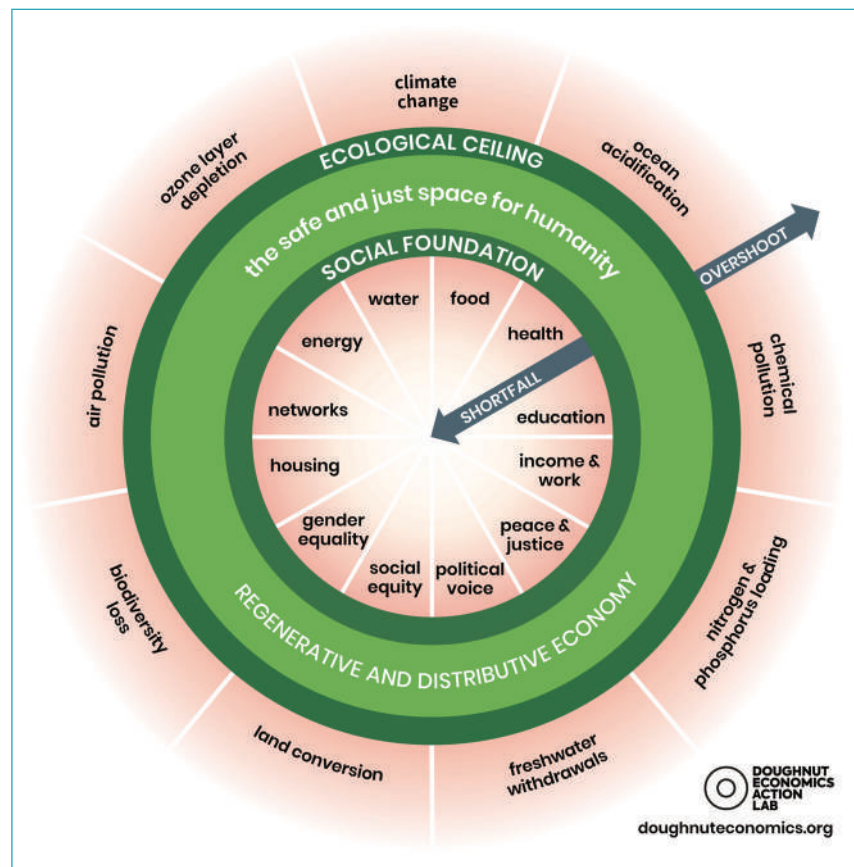 climate
change
ocean
acidification
chemical
pollution
nitrogen &
phosphorus loading
freshwater
withdrawals
land conversion
biodiversity
loss
air pollution
ozone layer
depletion
ECOLOGICAL CEILING
the safe and just space for humanity
SOCIAL FOUNDATION
OVERSHOOT
water
food
health
SHORTFALL
education
income &
work
peace &
justice
political
voice
social
equity
gender
equality
housing
networks
energy
REGENERATIVE AND DISTRIBUTIVE ECONOMY
DOUGHNUT
ECONOMICS
ACTION
LAB
doughnuteconomics.org